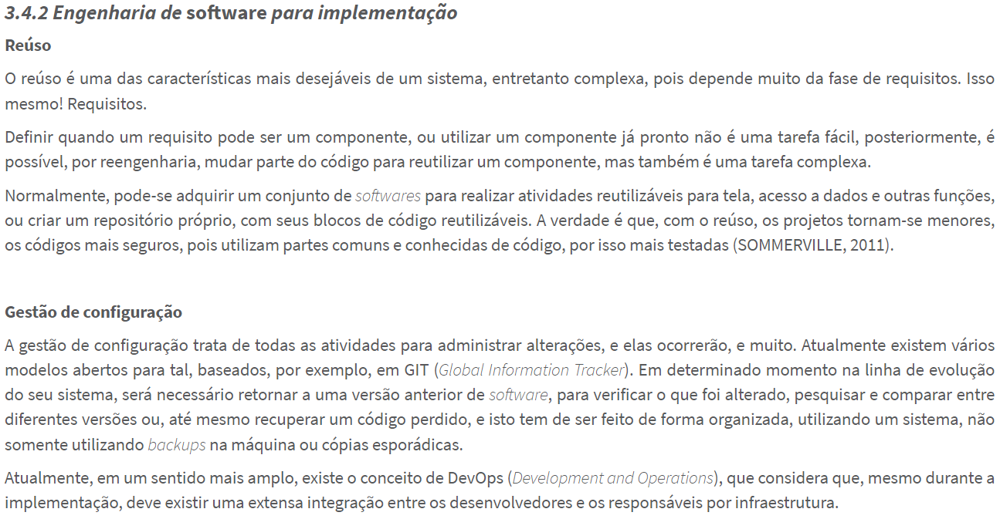 3.4.2 Engenharia de software para implementação
Reúso
O reúso é uma das características mais desejáveis de um sistema, entretanto complexa, pois depende muito da fase de requisitos. Isso
mesmo! Requisitos.
Definir quando um requisito pode ser um componente, ou utilizar um componente já pronto não é uma tarefa fácil, posteriormente, é
possível, por reengenharia, mudar parte do código para reutilizar um componente, mas também é uma tarefa complexa.
Normalmente, pode-se adquirir um conjunto de softwares para realizar atividades reutilizáveis para tela, acesso a dados e outras funções,
ou criar um repositório próprio, com seus blocos de código reutilizáveis. A verdade é que, com o reúso, os projetos tornam-se menores,
os códigos mais seguros, pois utilizam partes comuns e conhecidas de código, por isso mais testadas (SOMMERVILLE, 2011).
Gestão de configuração
A gestão de configuração trata de todas as atividades para administrar alterações, e elas ocorrerão, e muito. Atualmente existem vários
modelos abertos para tal, baseados, por exemplo, em GIT (Global Information Tracker). Em determinado momento na linha de evolução
do seu sistema, será necessário retornar a uma versão anterior de software, para verificar o que foi alterado, pesquisar e comparar entre
diferentes versões ou, até mesmo recuperar um código perdido, e isto tem de ser feito de forma organizada, utilizando um sistema, não
somente utilizando backups na máquina ou cópias esporádicas.
Atualmente, em um sentido mais amplo, existe o conceito de DevOps (Development and Operations), que considera que, mesmo durante a
implementação, deve existir uma extensa integração entre os desenvolvedores e os responsáveis por infraestrutura.